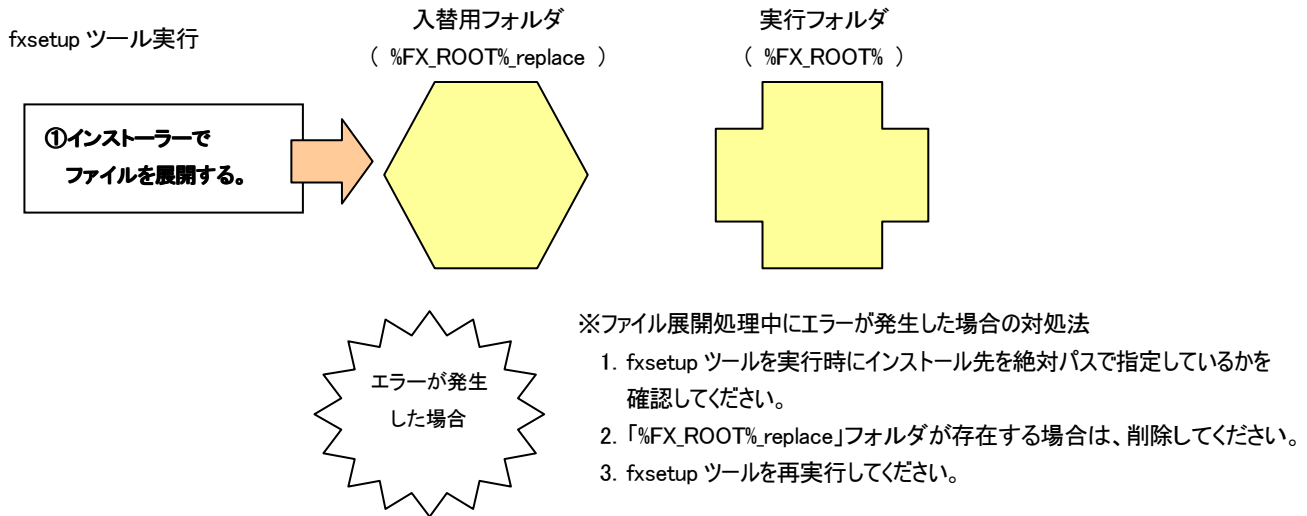 fxsetup ツール実行
入替用フォルダ
( %FX_ROOT%_replace )
実行フォルダ
( %FX_ROOT% )
①インストーラーで
ファイルを展開する。
エラーが発生
した場合
※ファイル展開処理中にエラーが発生した場合の対処法
1. fxsetup ツールを実行時にインストール先を絶対パスで指定しているかを
確認してください。
2. 「%FX_ROOT%_replace」フォルダが存在する場合は、削除してください。
3. fxsetup ツールを再実行してください。